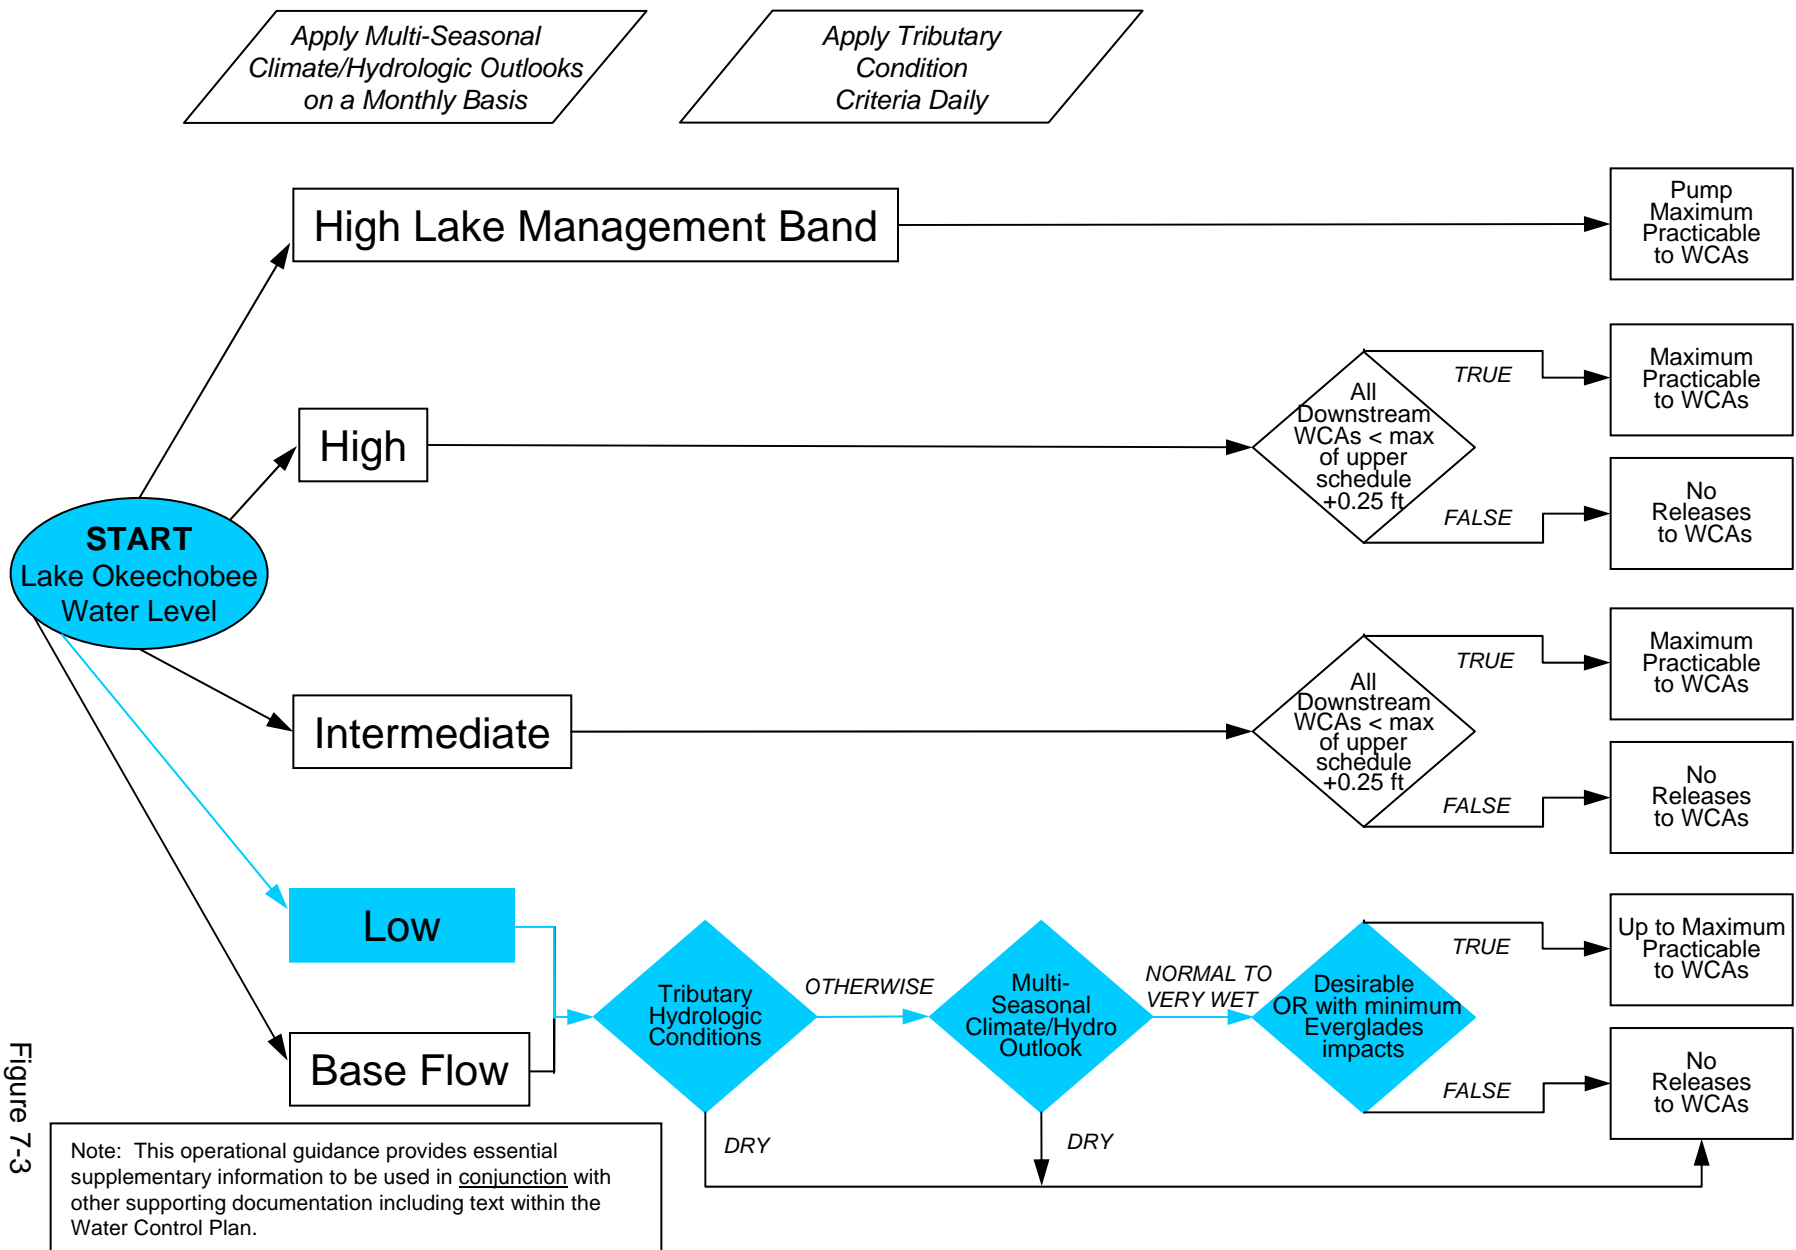 Apply Multi-Seasonal
Climate/Hydrologic Outlooks
on a Monthly Basis
Apply Tributary
Condition
Criteria Daily
High Lake Management Band
Pump
Maximum
Practicable
to WCAs
High
All
Downstream
WCAs < max
of upper
schedule
+0.25 ft
TRUE
Maximum
Practicable
to WCAs
FALSE
No
Releases
to WCAs
START
Lake Okeechobee
Water Level
Intermediate
All
Downstream
WCAs < max
of upper
schedule
+0.25 ft
TRUE
Maximum
Practicable
to WCAs
FALSE
No
Releases
to WCAs
Low
Base Flow
Tributary
Hydrologic
Conditions
OTHERWISE
DRY
Multi-
Seasonal
Climate/Hydro
Outlook
NORMAL TO
VERY WET
DRY
Desirable
OR with minimum
Everglades
impacts
TRUE
Up to Maximum
Practicable
to WCAs
FALSE
No
Releases
to WCAs
Figure 7-3
Note:  This operational guidance provides essential
supplementary information to be used in conjunction with
other supporting documentation including text within the
Water Control Plan.